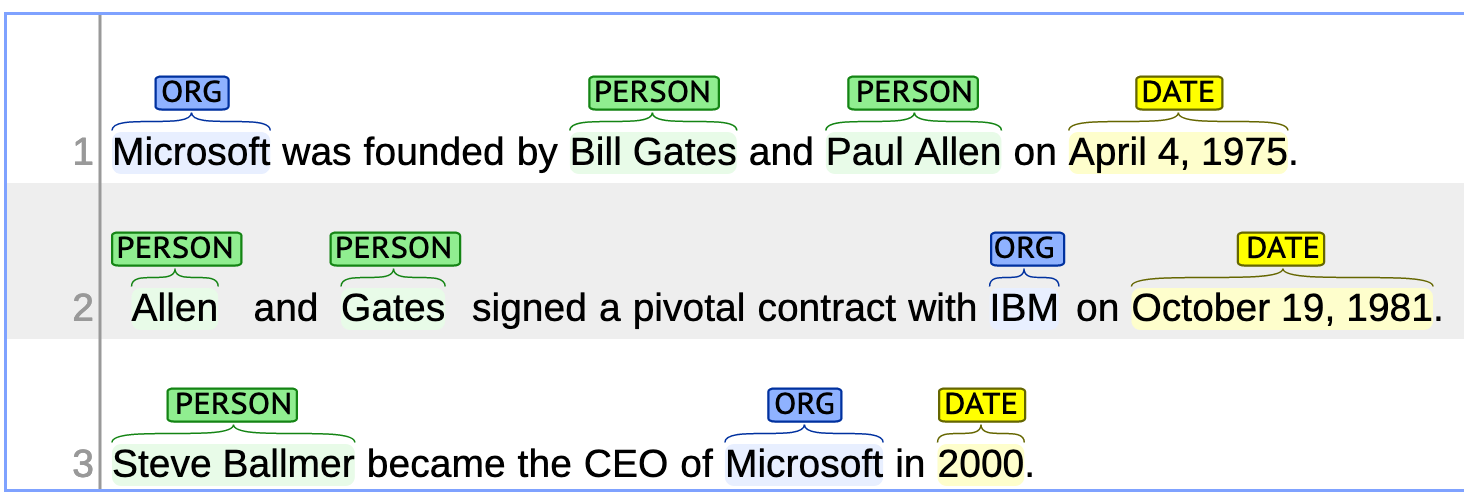 ORG PERSON PERSON DATE
1 Microsoft was founded by Bill Gates and Paul Allen on April 4, 1975.
PERSON PERSON ORG DATE
2 Allen and Gates signed a pivotal contract with IBM on October 19, 1981.
PERSON ORG DATE
3 Steve Ballmer became the CEO of Microsoft in 2000.